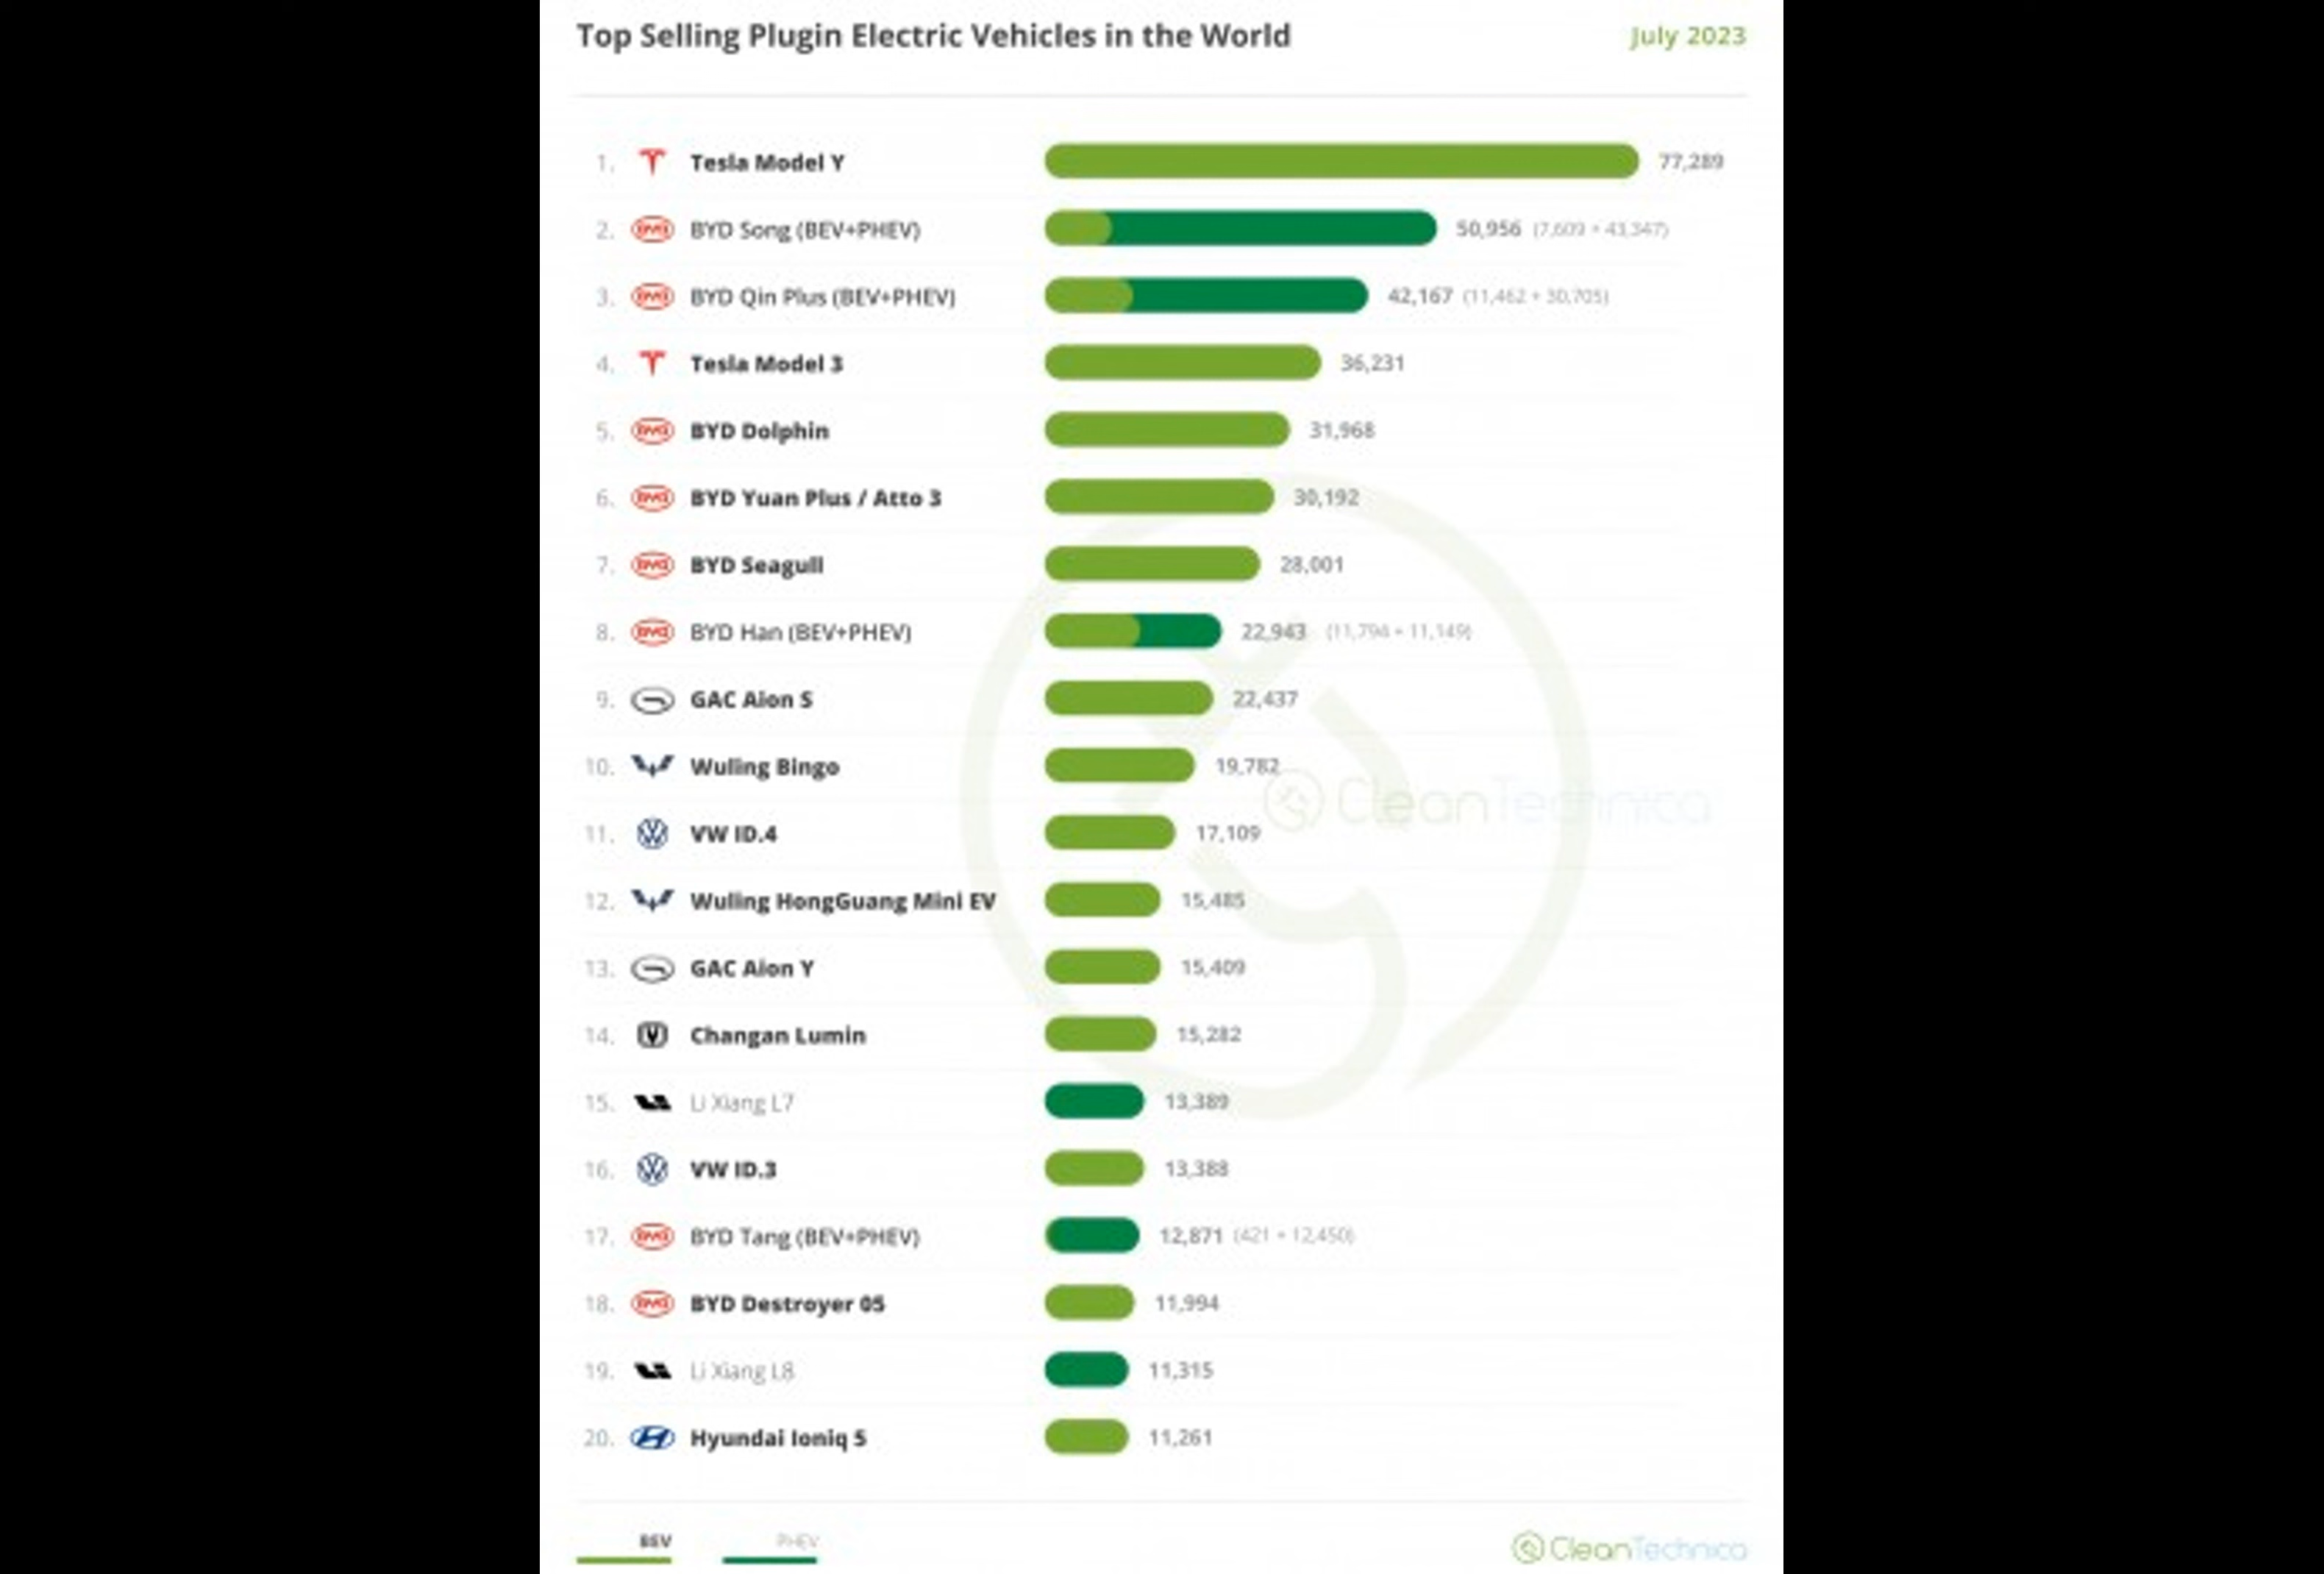 Top Selling Plugin Electric Vehicles in the World July 2023
1. Tesla Model Y 77,289
2. BYD Song (BEV+PHEV) 50,956 (7,609 + 43,347)
3. BYD Qin Plus (BEV+PHEV) 42,167 (11,462 + 30,705)
4. Tesla Model 3 36,231
5. BYD Dolphin 31,968
6. BYD Yuan Plus / Atto 3 30,192
7. BYD Seagull 28,001
8. BYD Han (BEV+PHEV) 22,943 (11,794 + 11,149)
9. GAC Aion S 22,437
10. Wuling Bingo 19,782
CleanTechnica
11. VW ID.4 17,109
12. Wuling HongGuang Mini EV 15,485
13. GAC Aion Y 15,409
14. Changan Lumin 15,282
15. Li Xiang L7 13,389
16. VW ID.3 13,388
17. BYD Tang (BEV+PHEV) 12,871 (421 + 12,450)
18. BYD Destroyer 05 11,994
19. Li Xiang L8 11,315
20. Hyundai Ioniq 5 11,261
BEV PHEV CleanTechnica